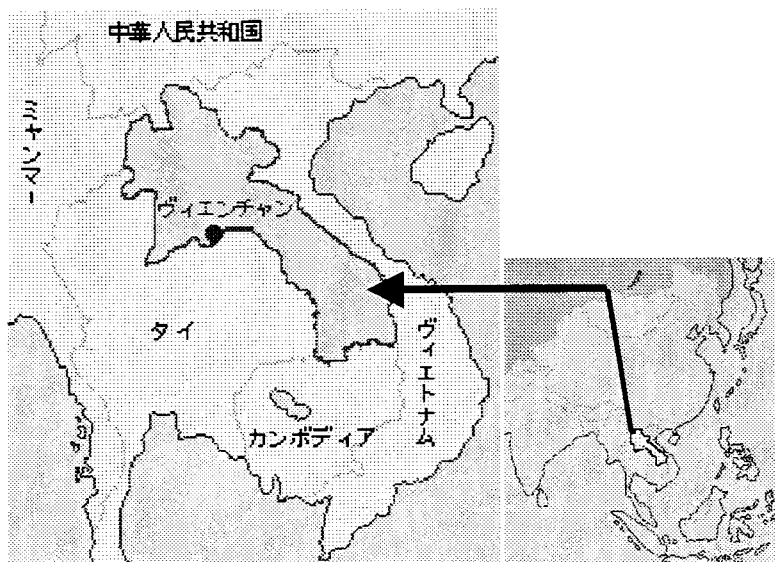 中華人民共和国
ミャンマー
ヴィエンチャン
タイ
ヴィエトナム
カンボディア